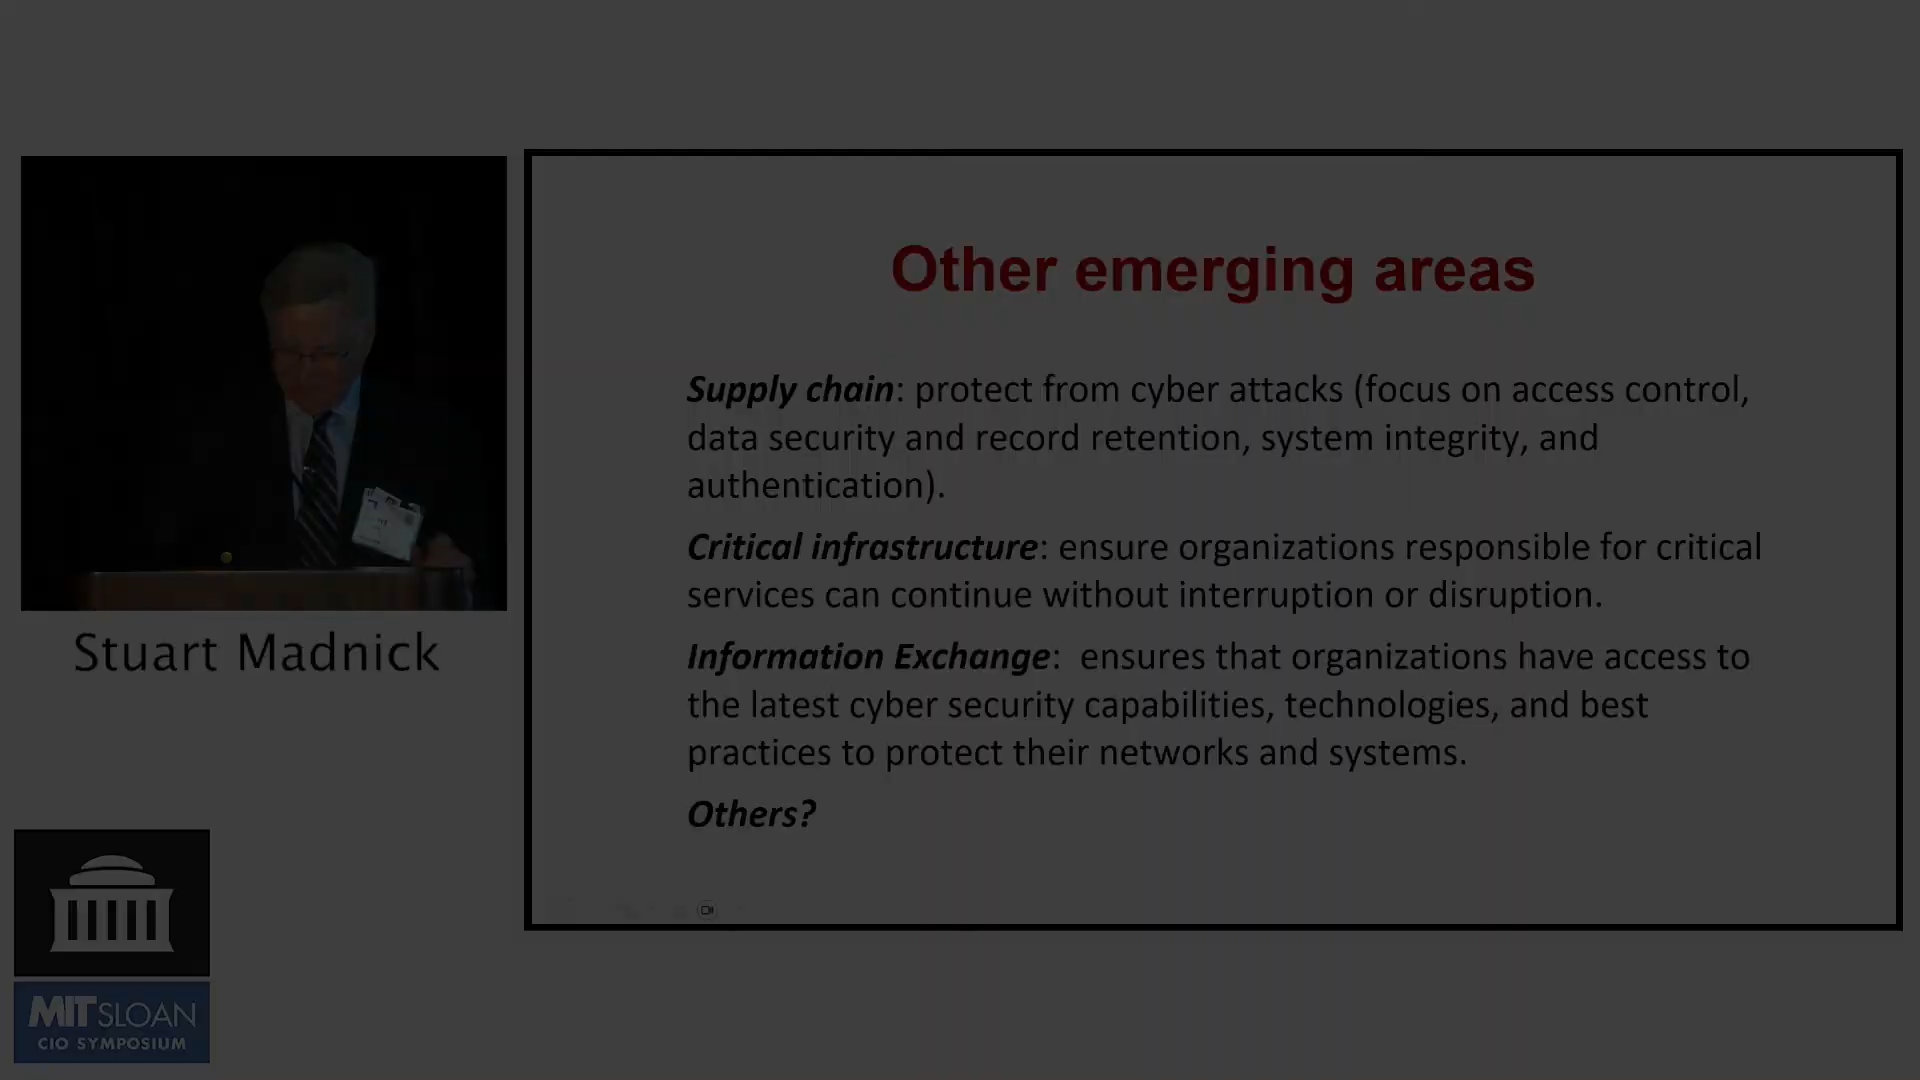 Other emerging areas
Supply chain: protect from cyber attacks (focus on access control,
data security and record retention, system integrity, and
authentication).
Critical infrastructure: ensure organizations responsible for critical
services can continue without interruption or disruption.
Information Exchange:  ensures that organizations have access to
the latest cyber security capabilities, technologies, and best
practices to protect their networks and systems.
Others?
Stuart Madnick
MIT SLOAN
CIO SYMPOSIUM